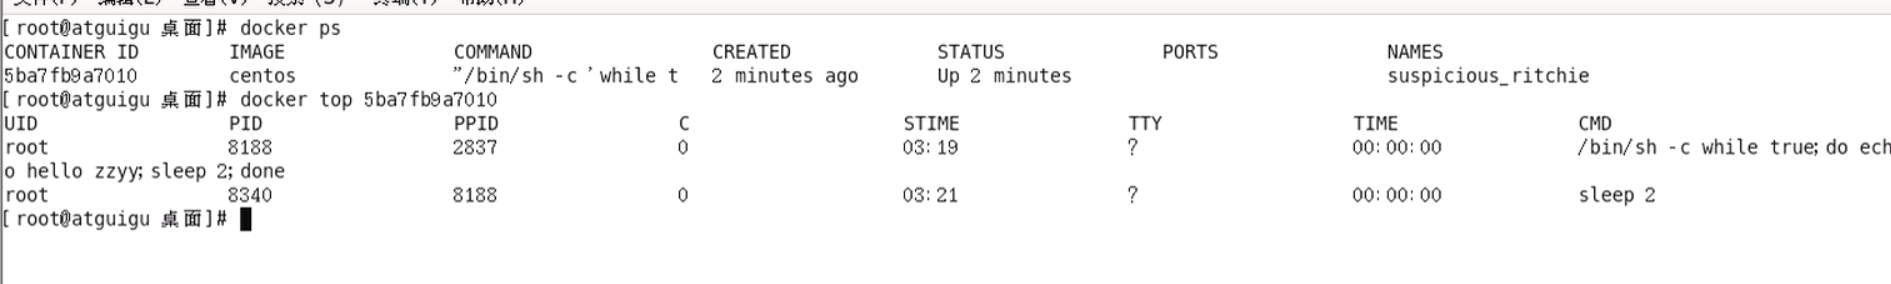 [root@atguigu 桌面]# docker ps
CONTAINER ID IMAGE COMMAND CREATED STATUS PORTS NAMES
5ba7fb9a7010 centos "/bin/sh -c 'while t 2 minutes ago Up 2 minutes suspicious_ritchie
[root@atguigu 桌面]# docker top 5ba7fb9a7010
UID PID PPID C STIME TTY TIME CMD
root 8188 2837 0 03:19 ? 00:00:00 /bin/sh -c while true; do ech
o hello zzyy; sleep 2; done
root 8340 8188 0 03:21 ? 00:00:00 sleep 2
[root@atguigu 桌面]#